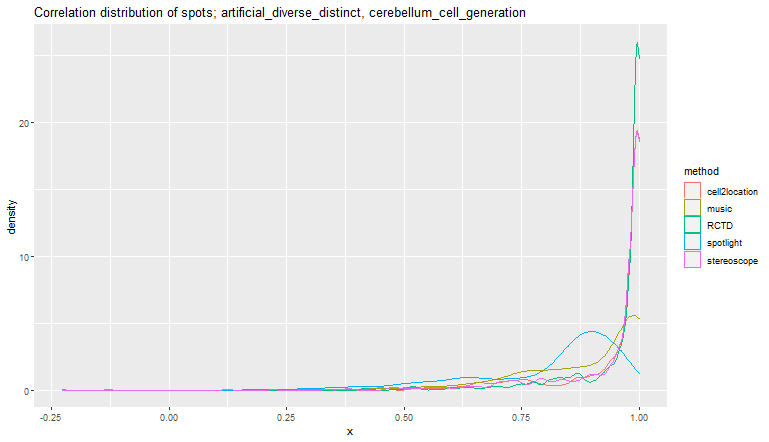 Correlation distribution of spots; artificial_diverse_distinct, cerebellum_cell_generation
density
20
10
0
-0.25
0.00
0.25
0.50
0.75
1.00
x
method
cell2location
music
RCTD
spotlight
stereoscope